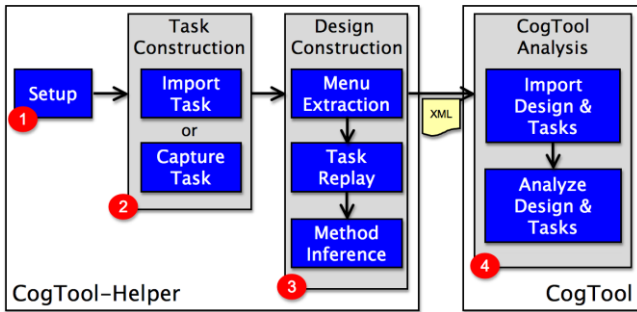 Setup
1
Task
Construction
Import
Task
or
Capture
Task
2
Design
Construction
Menu
Extraction
Task
Replay
Method
Inference
3
XML
CogTool
Analysis
Import
Design &
Tasks
Analyze
Design &
Tasks
4
CogTool-Helper
CogTool